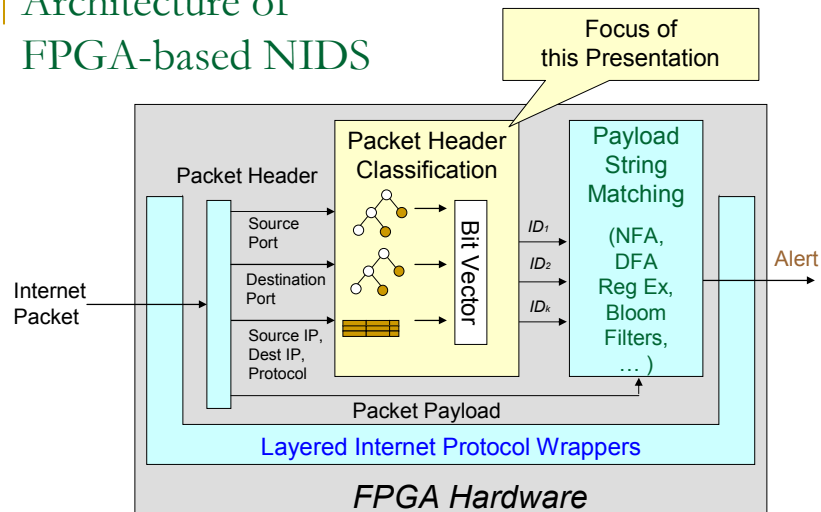 Architecture of
FPGA-based NIDS
Focus of
this Presentation
Packet Header
Packet Header
Classification
Payload
String
Matching
(NFA,
DFA
Reg Ex,
Bloom
Filters,
... )
Source
Port
Destination
Port
Source IP,
Dest IP,
Protocol
Bit Vector
ID1
ID2
IDk
Internet
Packet
Alert
Packet Payload
Layered Internet Protocol Wrappers
FPGA Hardware